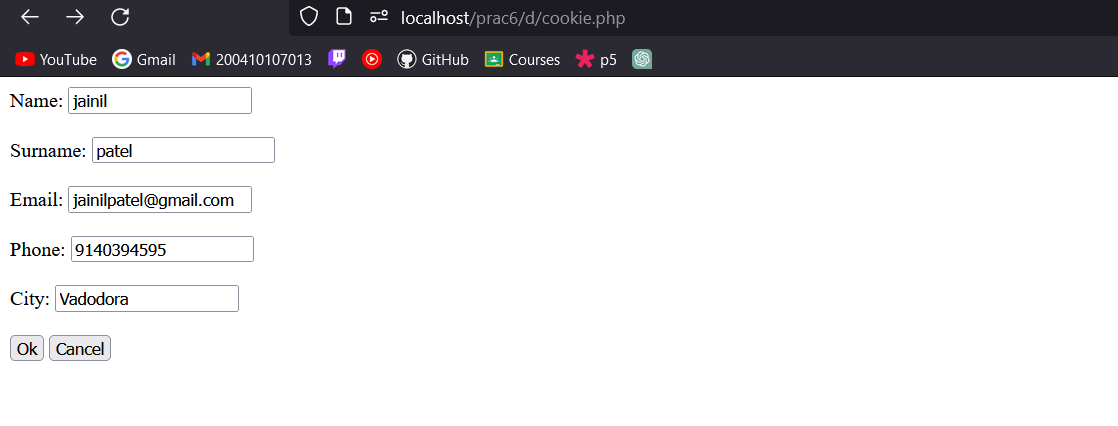 localhost/prac6/d/cookie.php
YouTube Gmail 200410107013 GitHub Courses p5
Name: jainil
Surname: patel
Email: jainilpatel@gmail.com
Phone: 9140394595
City: Vadodora
Ok Cancel